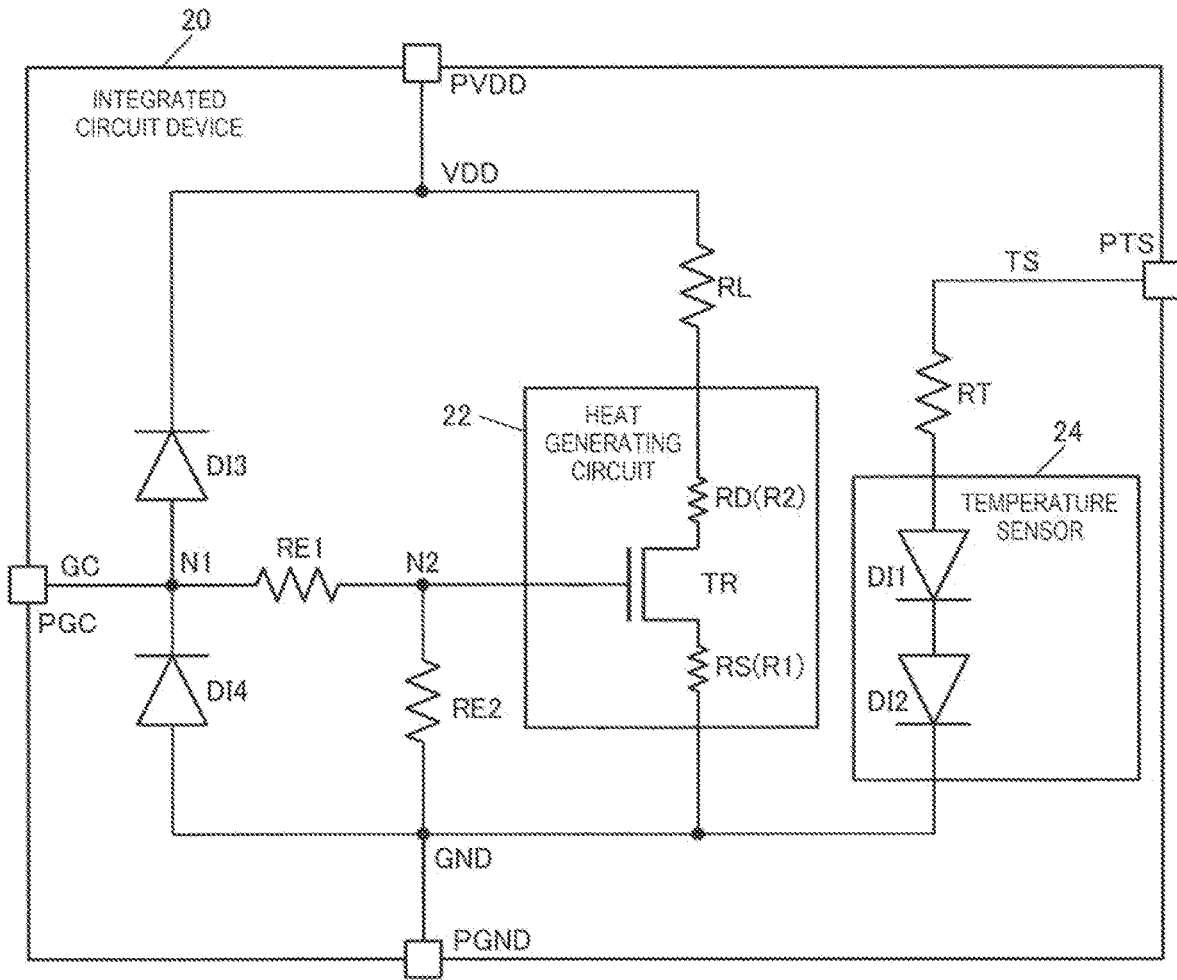 20
PVDD
INTEGRATED
CIRCUIT DEVICE
VDD
PTS
TS
RL
RT
22
HEAT
GENERATING
CIRCUIT
24
DI3
RD(R2)
TEMPERATURE
SENSOR
GC
N1
RE1
N2
TR
DI1
PGC
DI4
RE2
RS(R1)
DI2
GND
PGND